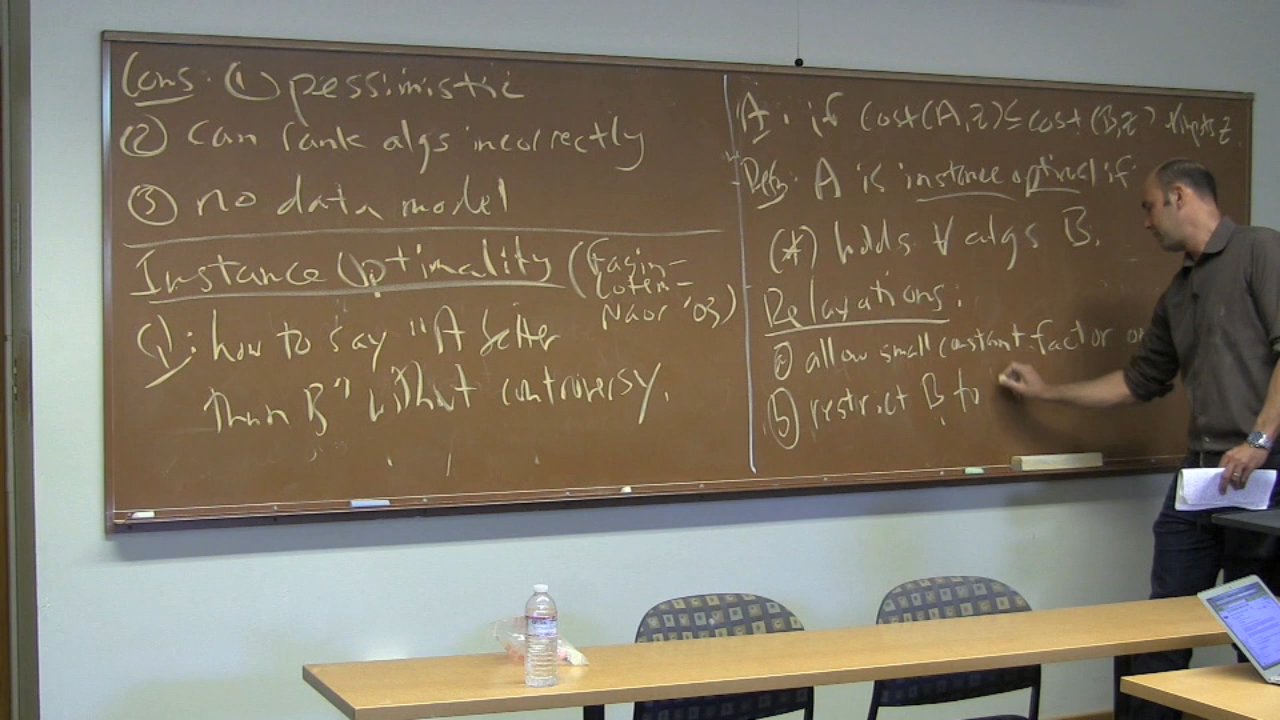 Cons: ① pessimistic
② can rank algs incorrectly
③ no data model
Instance Optimality (Fagin-
Lotem-
Naor '03)
Q: how to say "A better
than B" without controversy.
A: if cost(A,z) ≤ cost(B,z) ∀ inputs z.
Def: A is instance optimal if
(*) holds ∀ algs B.
Relaxations:
ⓐ allow small constant factor
ⓑ restrict B to